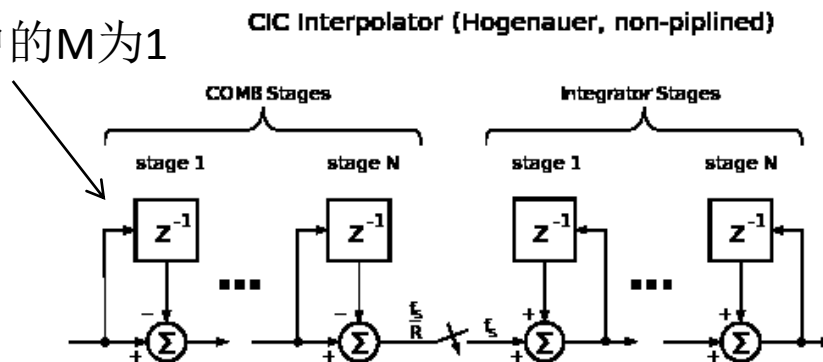 CIC Interpolator (Hogenauer, non-piplined)
的M为1
COMB Stages
Integrator Stages
stage 1
stage N
stage 1
stage N
z⁻¹
z⁻¹
z⁻¹
z⁻¹
− Σ +
− Σ +
fs/R
fs
+ Σ +
+ Σ +